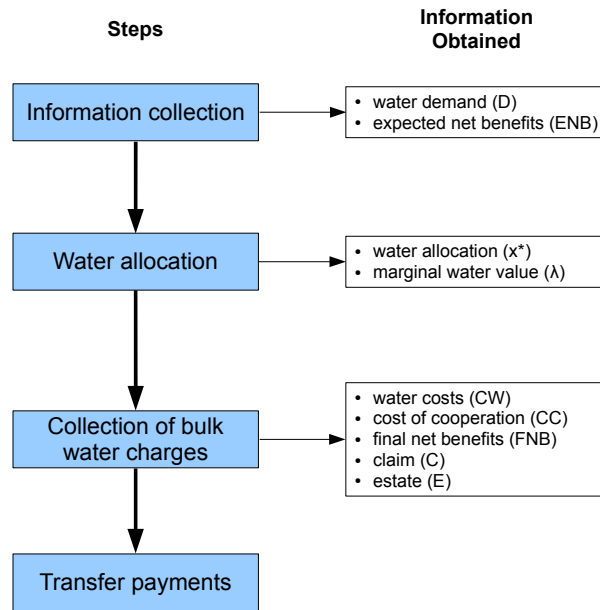 Steps
Information
Obtained
Information collection
• water demand (D)
• expected net benefits (ENB)
Water allocation
• water allocation (x*)
• marginal water value (λ)
Collection of bulk
water charges
• water costs (CW)
• cost of cooperation (CC)
• final net benefits (FNB)
• claim (C)
• estate (E)
Transfer payments